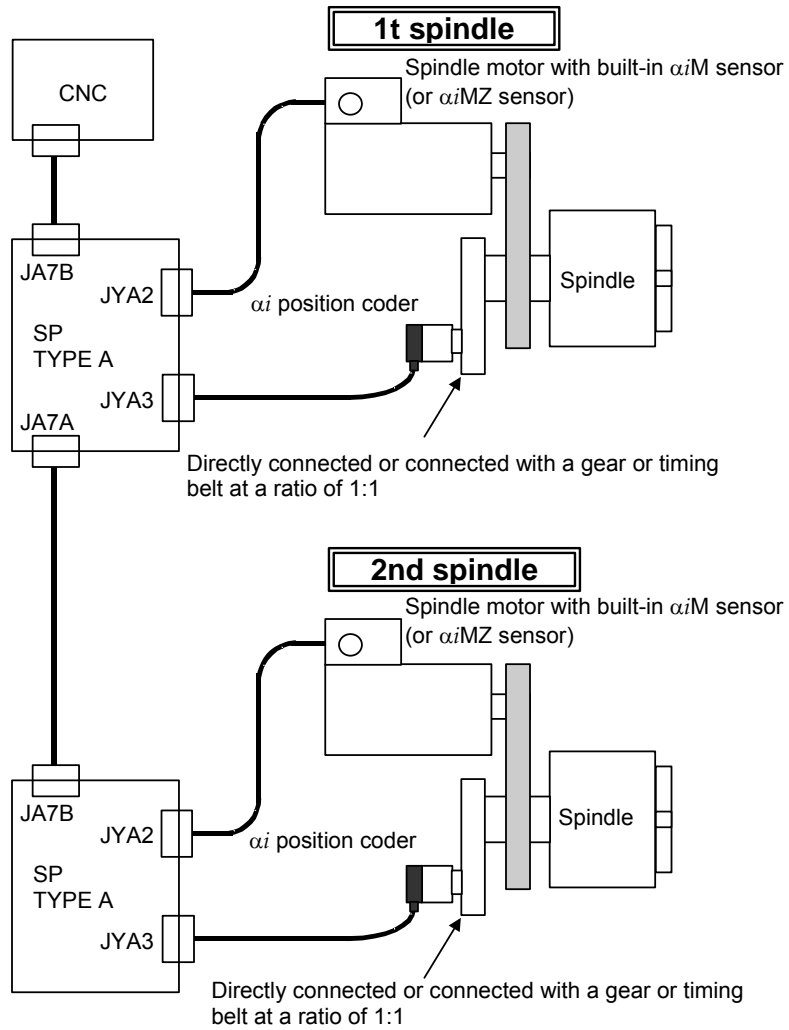 1t spindle
Spindle motor with built-in αiM sensor
(or αiMZ sensor)
CNC
JA7B
JYA2
αi position coder
Spindle
SP
TYPE A
JYA3
JA7A
Directly connected or connected with a gear or timing
belt at a ratio of 1:1
2nd spindle
Spindle motor with built-in αiM sensor
(or αiMZ sensor)
JA7B
JYA2
αi position coder
Spindle
SP
TYPE A
JYA3
Directly connected or connected with a gear or timing
belt at a ratio of 1:1